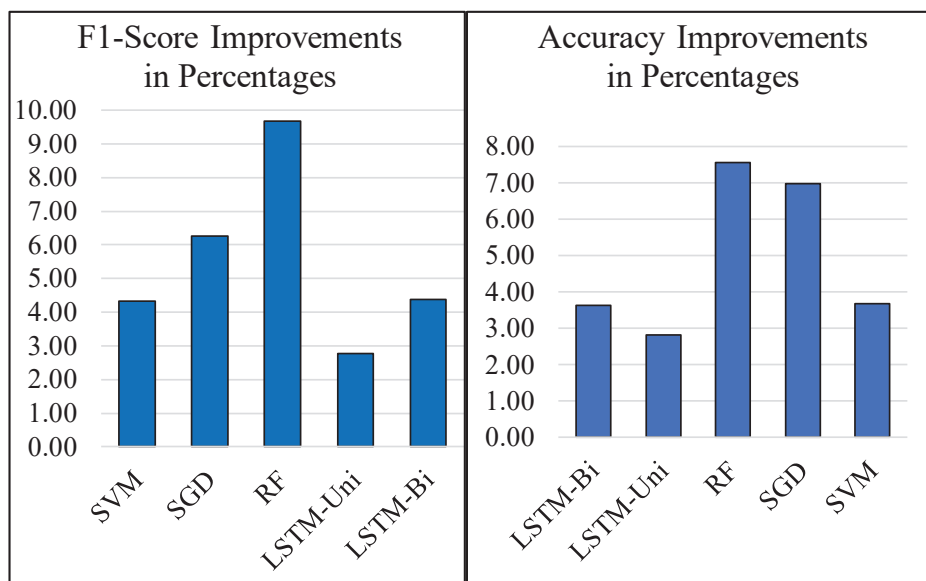 F1-Score Improvements
in Percentages
10.00
9.00
8.00
7.00
6.00
5.00
4.00
3.00
2.00
1.00
0.00
SVM
SGD
RF
LSTM-Uni
LSTM-Bi
Accuracy Improvements
in Percentages
8.00
7.00
6.00
5.00
4.00
3.00
2.00
1.00
0.00
LSTM-Bi
LSTM-Uni
RF
SGD
SVM